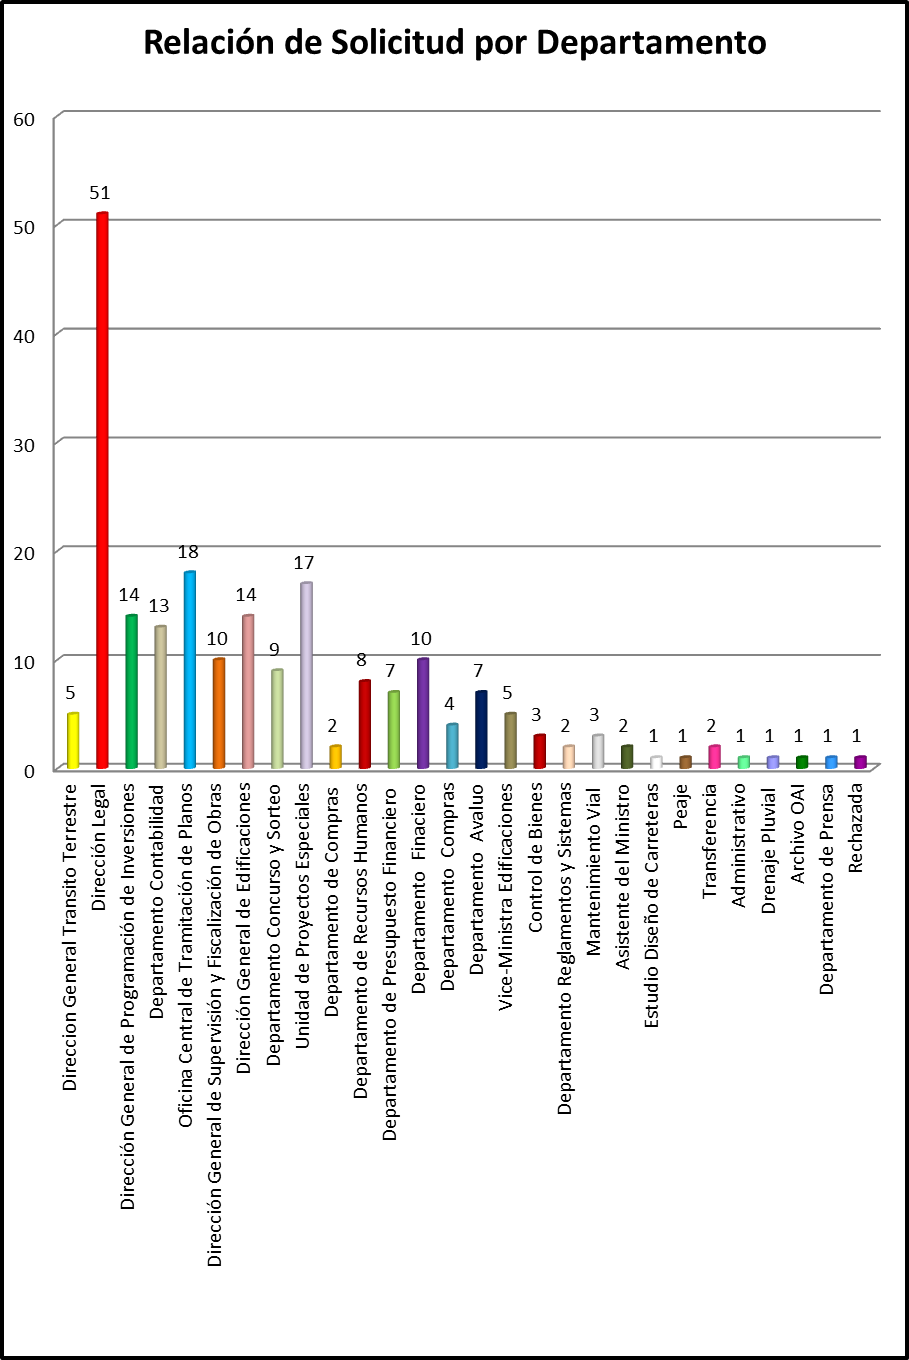 Relación de Solicitud por Departamento
60
50
40
30
20
10
0
5
51
14
13
18
10
14
9
17
2
8
7
10
4
7
5
3
2
3
2
1
1
2
1
1
1
1
1
Direccion General Transito Terrestre
Dirección Legal
Dirección General de Programación de Inversiones
Departamento Contabilidad
Oficina Central de Tramitación de Planos
Dirección General de Supervisión y Fiscalización de Obras
Dirección General de Edificaciones
Departamento Concurso y Sorteo
Unidad de Proyectos Especiales
Departamento de Compras
Departamento de Recursos Humanos
Departamento de Presupuesto Financiero
Departamento Finaciero
Departamento Compras
Departamento Avaluo
Vice-Ministra Edificaciones
Control de Bienes
Departamento Reglamentos y Sistemas
Mantenimiento Vial
Asistente del Ministro
Estudio Diseño de Carreteras
Peaje
Transferencia
Administrativo
Drenaje Pluvial
Archivo OAI
Departamento de Prensa
Rechazada